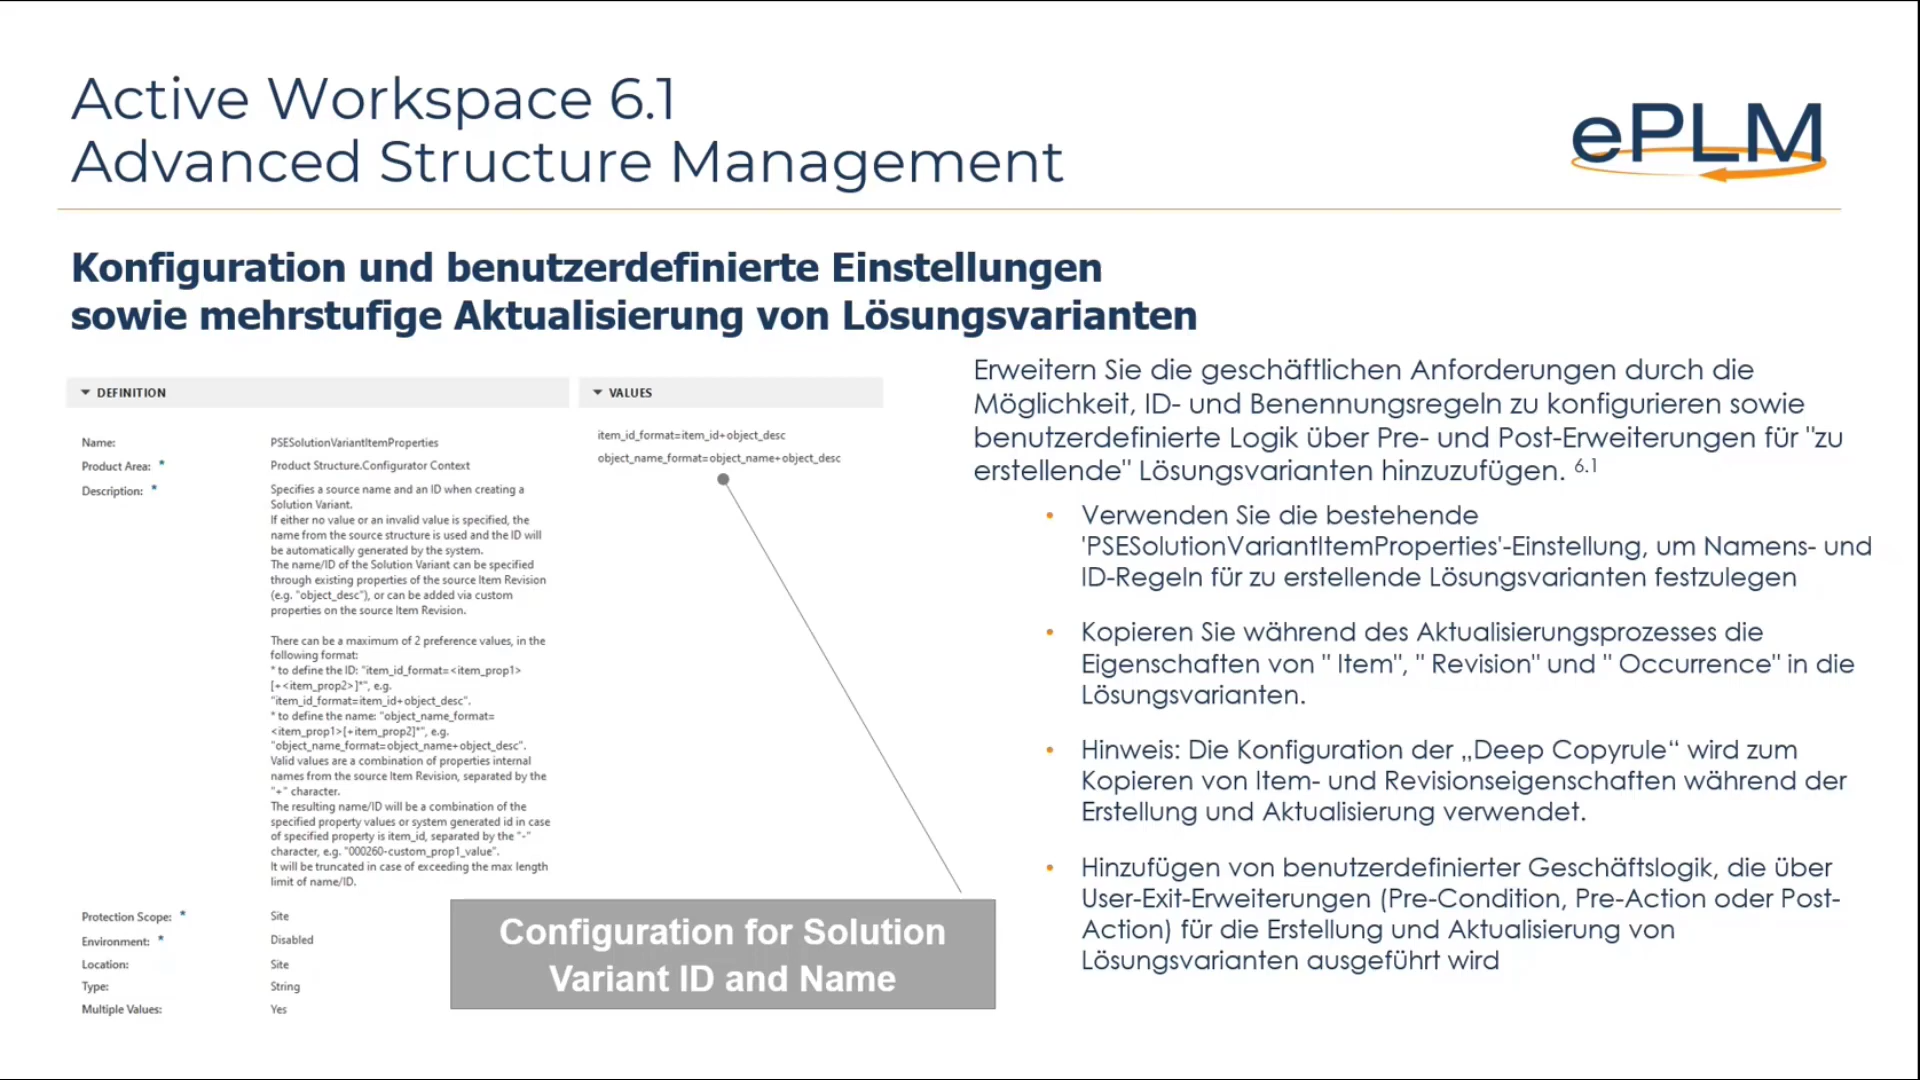 Active Workspace 6.1
Advanced Structure Management
ePLM
Konfiguration und benutzerdefinierte Einstellungen
sowie mehrstufige Aktualisierung von Lösungsvarianten
DEFINITION
Name: PSESolutionVariantItemProperties
Product Area: * Product Structure.Configurator Context
Description: * Specifies a source name and an ID when creating a
Solution Variant.
If either no value or an invalid value is specified, the
name from the source structure is used and the ID will
be automatically generated by the system.
The name/ID of the Solution Variant can be specified
through existing properties of the source Item Revision
(e.g. "object_desc"), or can be added via custom
properties on the source Item Revision.
There can be a maximum of 2 preference values, in the
following format:
* to define the ID: "item_id_format=<item_prop1>
[+<item_prop2>]*", e.g.
"item_id_format=item_id+object_desc".
* to define the name: "object_name_format=
<item_prop1>[+item_prop2]*", e.g.
"object_name_format=object_name+object_desc".
Valid values are a combination of properties internal
names from the source Item Revision, separated by the
"+" character.
The resulting name/ID will be a combination of the
specified property values or system generated id in case
of specified property is item_id, separated by the "-"
character, e.g. "000260-custom_prop1_value".
It will be truncated in case of exceeding the max length
limit of name/ID.
Protection Scope: * Site
Environment: * Disabled
Location: Site
Type: String
Multiple Values: Yes
VALUES
item_id_format=item_id+object_desc
object_name_format=object_name+object_desc
Configuration for Solution
Variant ID and Name
Erweitern Sie die geschäftlichen Anforderungen durch die
Möglichkeit, ID- und Benennungsregeln zu konfigurieren sowie
benutzerdefinierte Logik über Pre- und Post-Erweiterungen für "zu
erstellende" Lösungsvarianten hinzuzufügen. 6.1
• Verwenden Sie die bestehende
'PSESolutionVariantItemProperties'-Einstellung, um Namens- und
ID-Regeln für zu erstellende Lösungsvarianten festzulegen
• Kopieren Sie während des Aktualisierungsprozesses die
Eigenschaften von " Item", " Revision" und " Occurrence" in die
Lösungsvarianten.
• Hinweis: Die Konfiguration der „Deep Copyrule“ wird zum
Kopieren von Item- und Revisionseigenschaften während der
Erstellung und Aktualisierung verwendet.
• Hinzufügen von benutzerdefinierter Geschäftslogik, die über
User-Exit-Erweiterungen (Pre-Condition, Pre-Action oder Post-
Action) für die Erstellung und Aktualisierung von
Lösungsvarianten ausgeführt wird